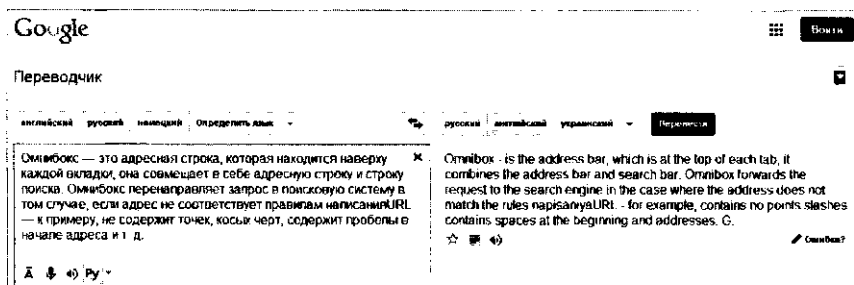 Google
Войти
Переводчик
английский русский немецкий Определить язык
русский английский украинский Перевести
Омнибокс — это адресная строка, которая находится наверху
каждой вкладки, она совмещает в себе адресную строку и строку
поиска. Омнибокс перенаправляет запрос в поисковую систему в
том случае, если адрес не соответствует правилам написанияURL
— к примеру, не содержит точек, косых черт, содержит пробелы в
начале адреса и т. д.
Ру
Omnibox - is the address bar, which is at the top of each tab, it
combines the address bar and search bar. Omnibox forwards the
request to the search engine in the case where the address does not
match the rules napisaniyaURL - for example, contains no points slashes
contains spaces at the beginning and addresses. G.
Ошибка?